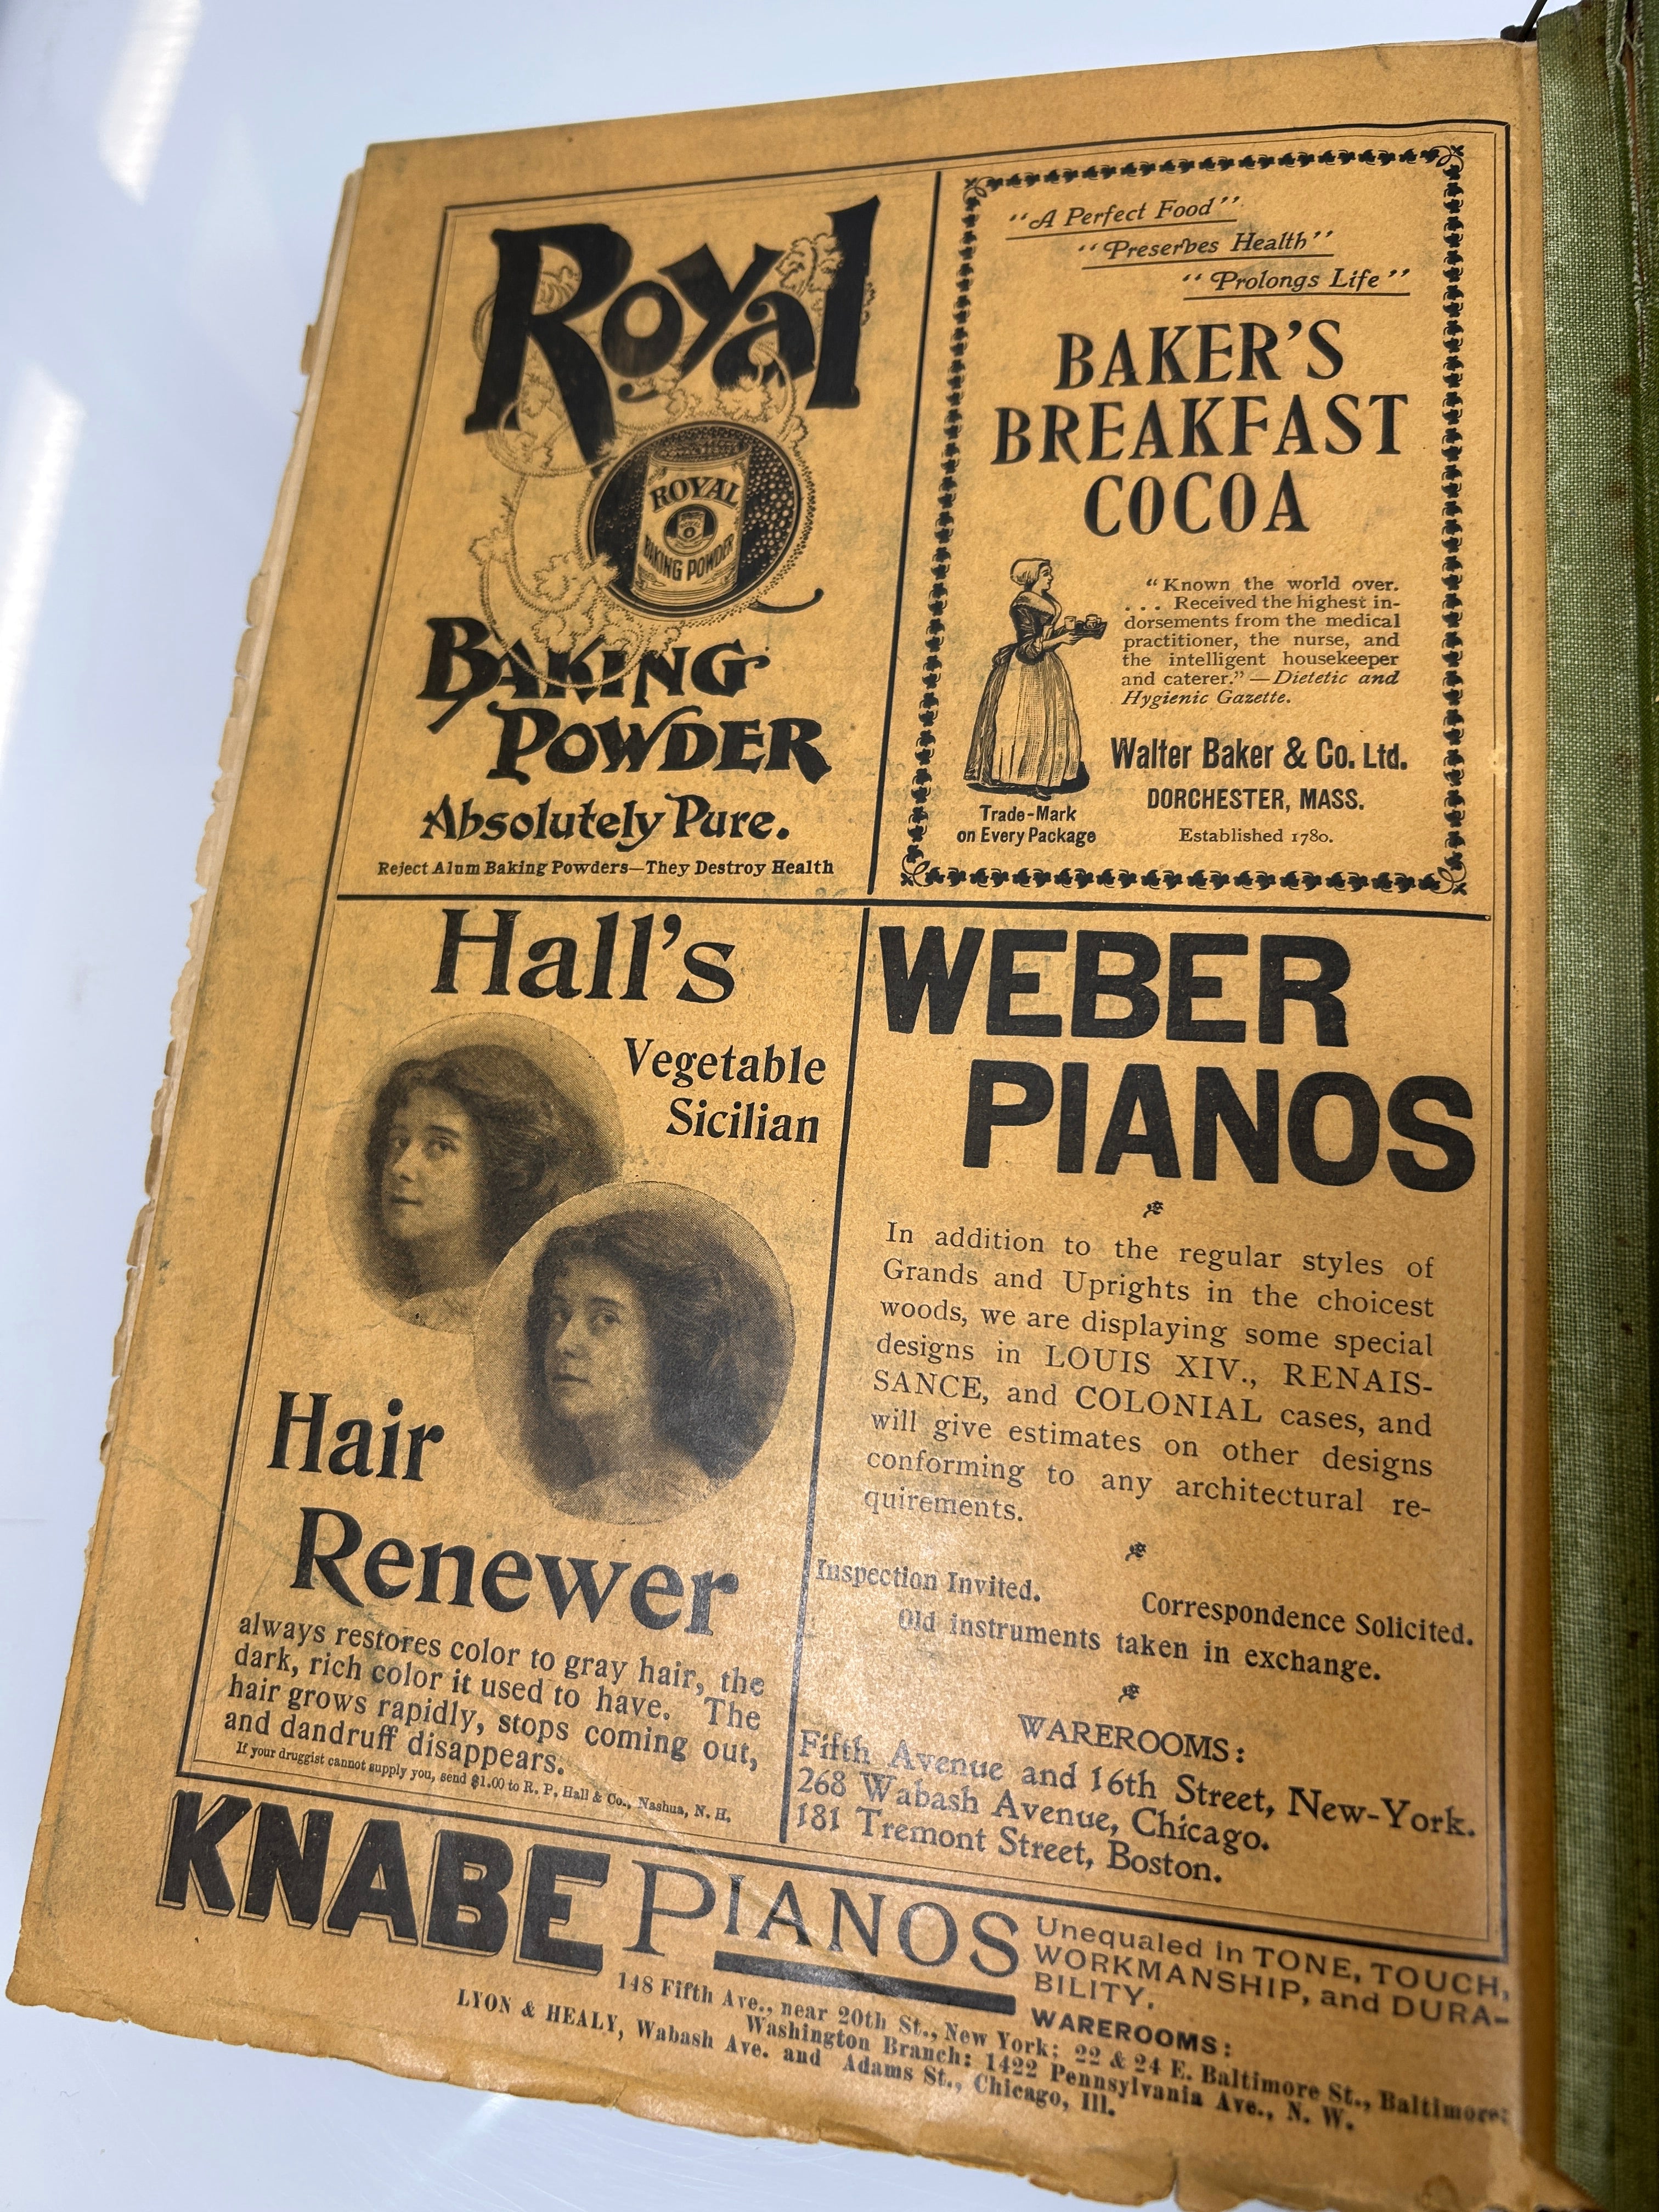 Royal
ROYAL
BAKING POWDER
BAKING
POWDER
Absolutely Pure.
Reject Alum Baking Powders—They Destroy Health
"A Perfect Food"
"Preserves Health"
"Prolongs Life"
BAKER'S
BREAKFAST
COCOA
"Known the world over.
. . . Received the highest in-
dorsements from the medical
practitioner, the nurse, and
the intelligent housekeeper
and caterer."—Dietetic and
Hygienic Gazette.
Walter Baker & Co. Ltd.
DORCHESTER, MASS.
Established 1780.
Trade-Mark
on Every Package
Hall's
Vegetable
Sicilian
Hair
Renewer
always restores color to gray hair, the
dark, rich color it used to have. The
hair grows rapidly, stops coming out,
and dandruff disappears.
If your druggist cannot supply you, send $1.00 to R. P. Hall & Co., Nashua, N. H.
WEBER
PIANOS
In addition to the regular styles of
Grands and Uprights in the choicest
woods, we are displaying some special
designs in LOUIS XIV., RENAIS-
SANCE, and COLONIAL cases, and
will give estimates on other designs
conforming to any architectural re-
quirements.
Inspection Invited. Correspondence Solicited.
Old instruments taken in exchange.
WAREROOMS:
Fifth Avenue and 16th Street, New-York.
268 Wabash Avenue, Chicago.
181 Tremont Street, Boston.
KNABE PIANOS
Unequaled in TONE, TOUCH,
WORKMANSHIP, and DURA-
BILITY.
WAREROOMS:
148 Fifth Ave., near 20th St., New York; 22 & 24 E. Baltimore St., Baltimore;
Washington Branch: 1422 Pennsylvania Ave., N. W.
LYON & HEALY, Wabash Ave. and Adams St., Chicago, Ill.